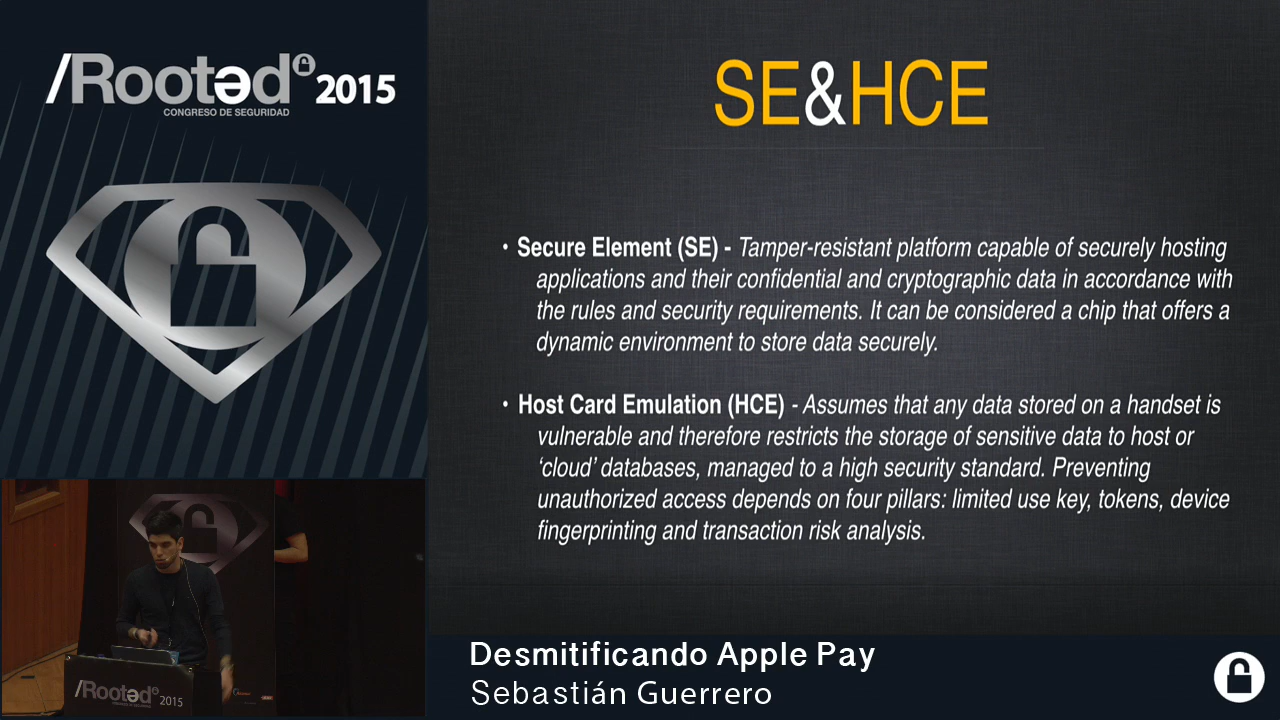 /Rootəd 2015
CONGRESO DE SEGURIDAD
SE&HCE
• Secure Element (SE) - Tamper-resistant platform capable of securely hosting
applications and their confidential and cryptographic data in accordance with
the rules and security requirements. It can be considered a chip that offers a
dynamic environment to store data securely.
• Host Card Emulation (HCE) - Assumes that any data stored on a handset is
vulnerable and therefore restricts the storage of sensitive data to host or
‘cloud’ databases, managed to a high security standard. Preventing
unauthorized access depends on four pillars: limited use key, tokens, device
fingerprinting and transaction risk analysis.
/Rootəd 2015
Desmitificando Apple Pay
Sebastián Guerrero